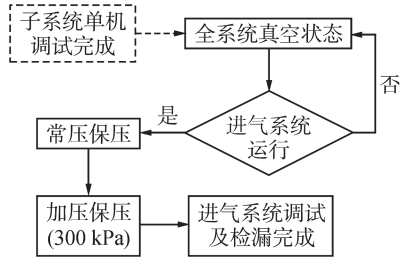 子系统单机
调试完成
全系统真空状态
否
是
进气系统
运行
常压保压
加压保压
(300 kPa)
进气系统调试
及检漏完成